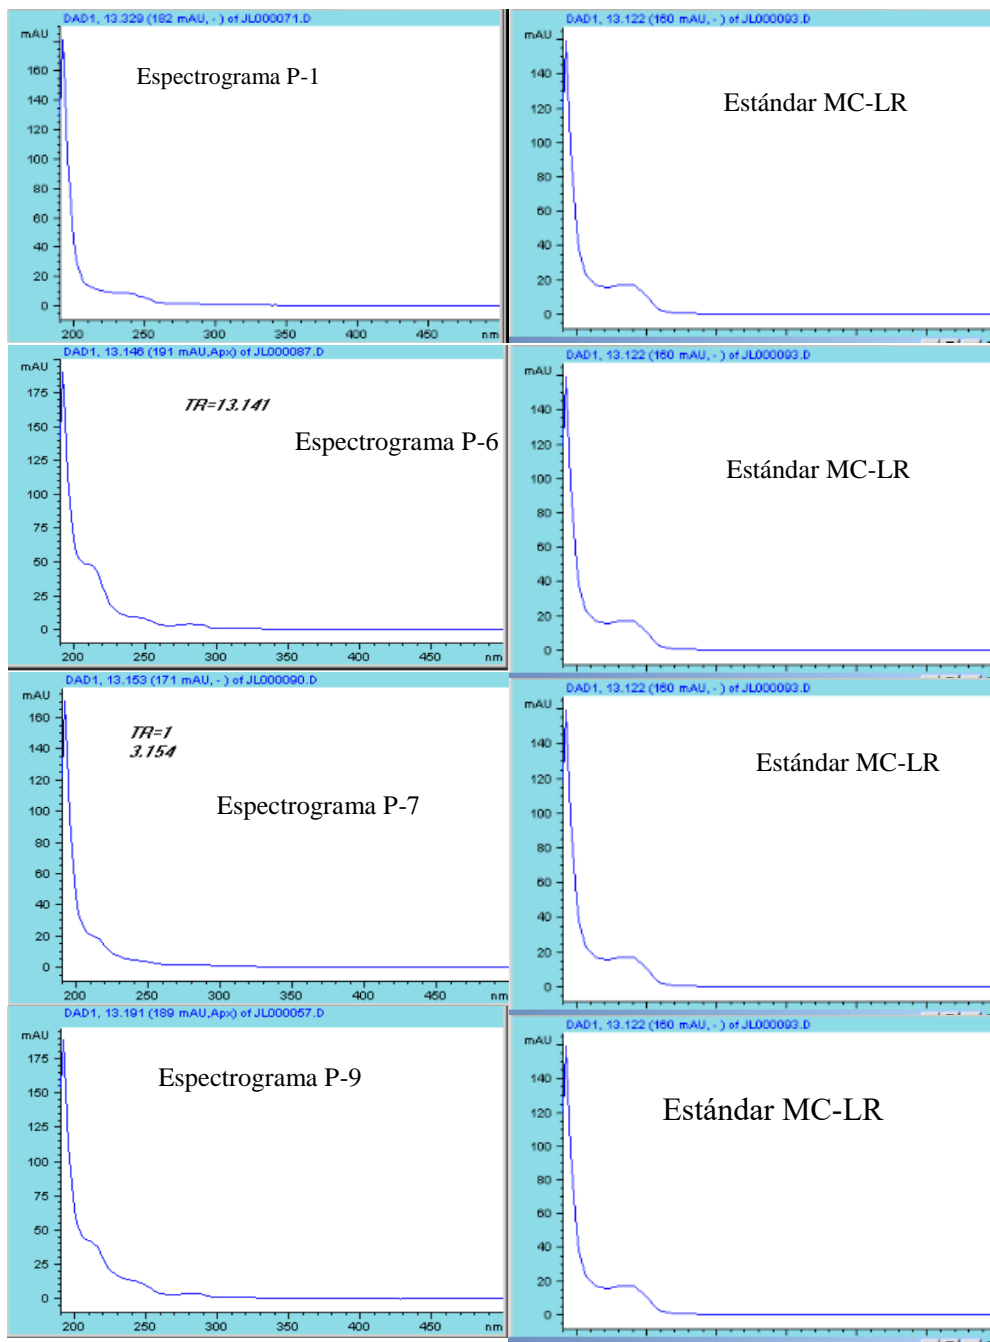 DAD1, 13.329 (182 mAU, - ) of JL000071.D
mAU
Espectrograma P-1
160
140
120
100
80
60
40
20
0
200 250 300 350 400 450 nm
DAD1, 13.122 (160 mAU, - ) of JL000093.D
mAU
Estándar MC-LR
140
120
100
80
60
40
20
0
DAD1, 13.146 (191 mAU,Apx) of JL000087.D
mAU
TR=13.141
Espectrograma P-6
175
150
125
100
75
50
25
0
200 250 300 350 400 450 nm
DAD1, 13.122 (160 mAU, - ) of JL000093.D
mAU
Estándar MC-LR
140
120
100
80
60
40
20
0
DAD1, 13.153 (171 mAU, - ) of JL000090.D
mAU
TR=1
3.154
Espectrograma P-7
160
140
120
100
80
60
40
20
0
200 250 300 350 400 450 nm
DAD1, 13.122 (160 mAU, - ) of JL000093.D
mAU
Estándar MC-LR
140
120
100
80
60
40
20
0
DAD1, 13.191 (189 mAU,Apx) of JL000057.D
mAU
Espectrograma P-9
175
150
125
100
75
50
25
0
200 250 300 350 400 450 nm
DAD1, 13.122 (160 mAU, - ) of JL000093.D
mAU
Estándar MC-LR
140
120
100
80
60
40
20
0